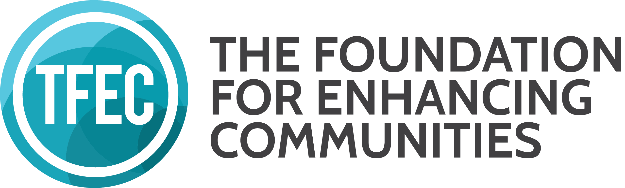 TFEC
THE FOUNDATION
FOR ENHANCING
COMMUNITIES